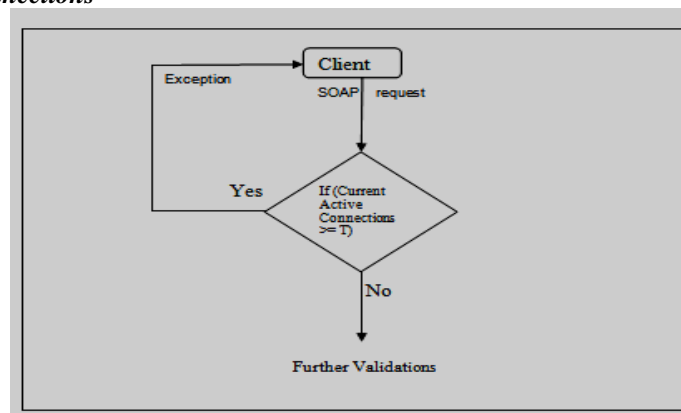 Client
Exception
SOAP request
Yes
If (Current
Active
Connections
>= T)
No
Further Validations